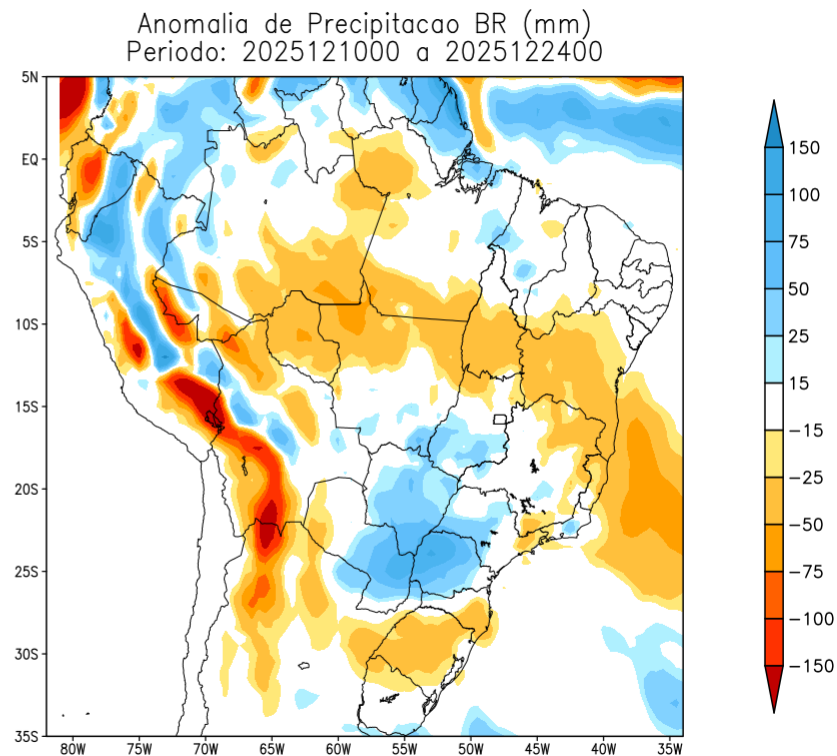 Anomalia de Precipitacao BR (mm)
Periodo: 2025121000 a 2025122400
5N
EQ
5S
10S
15S
20S
25S
30S
35S
80W 75W 70W 65W 60W 55W 50W 45W 40W 35W
150
100
75
50
25
15
-15
-25
-50
-75
-100
-150